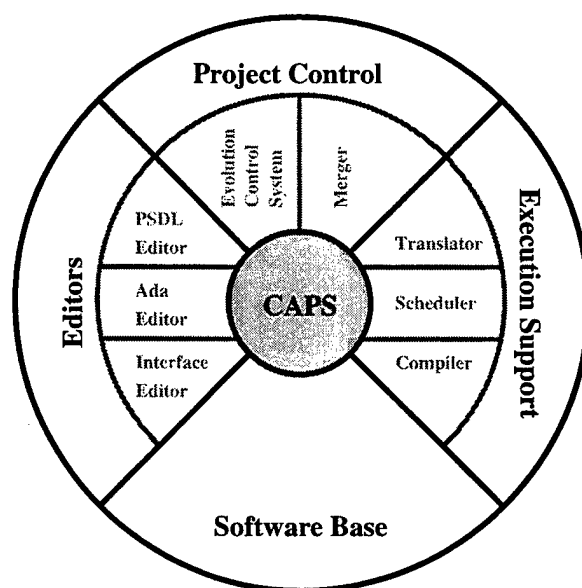 Project Control
Evolution
Control
System
Merger
Editors
PSDL
Editor
Ada
Editor
Interface
Editor
CAPS
Translator
Scheduler
Compiler
Execution Support
Software Base